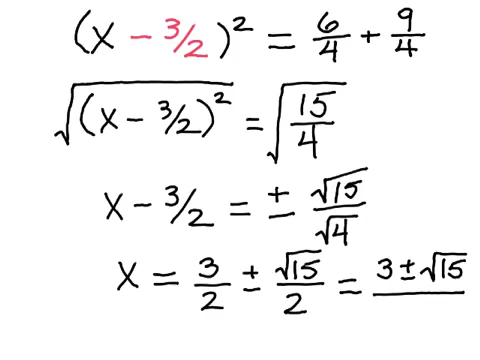 (x - 3/2)² = 6/4 + 9/4
√(x - 3/2)² = √15/4
x - 3/2 = ± √15/√4
x = 3/2 ± √15/2 = 3 ± √15